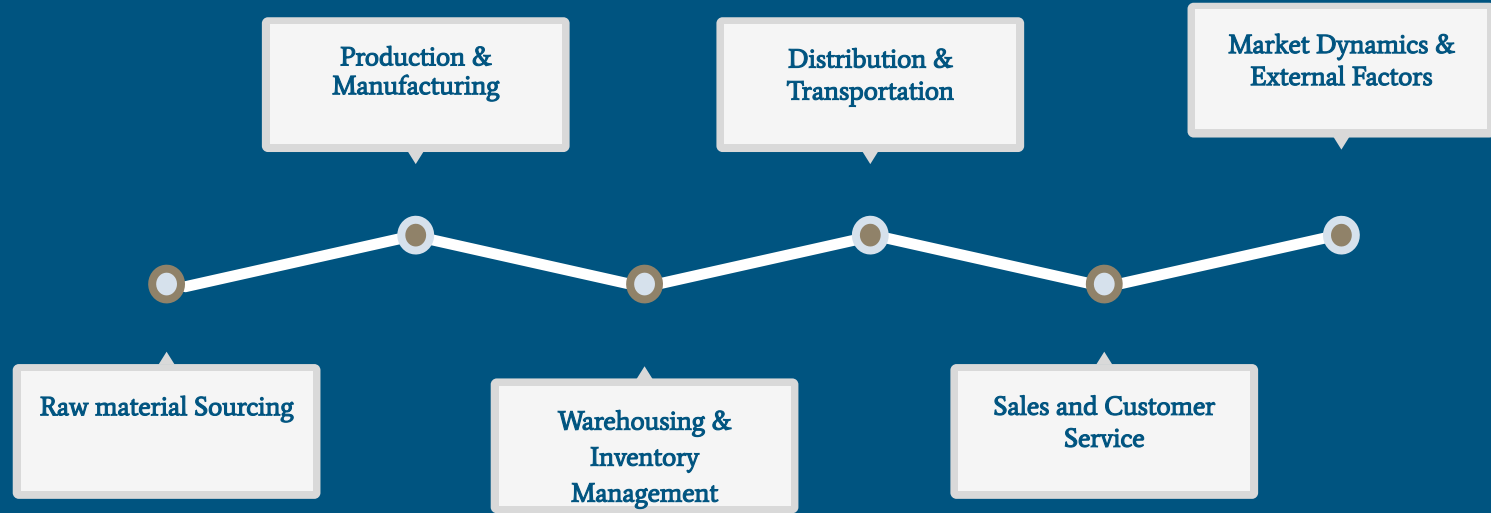 Production &
Manufacturing
Distribution &
Transportation
Market Dynamics &
External Factors
Raw material Sourcing
Warehousing &
Inventory
Management
Sales and Customer
Service